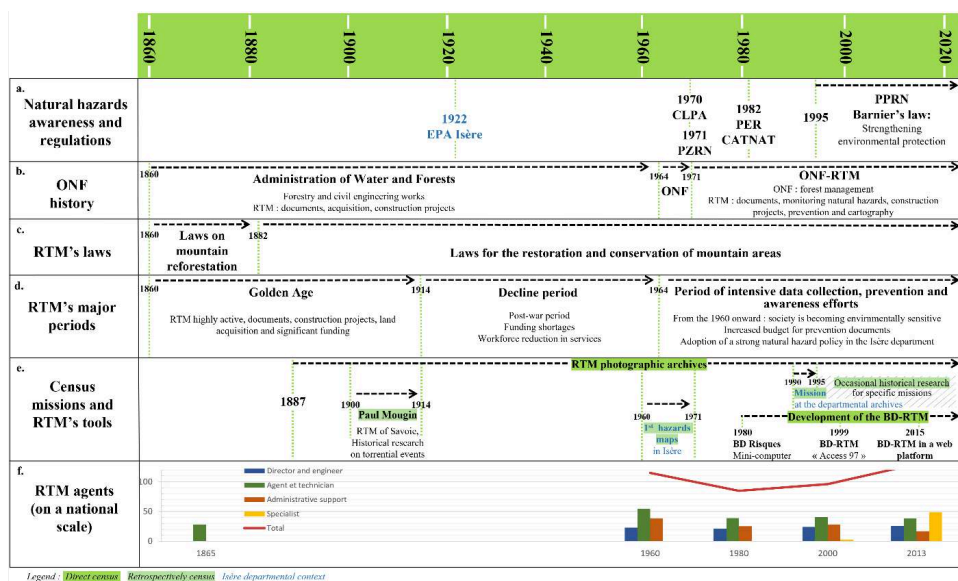 1860 1880 1900 1920 1940 1960 1980 2000 2020
a.
Natural hazards
awareness and
regulations
1922
EPA Isère
1970
CLPA
1971
PZRN
1982
PER
CATNAT
1995
PPRN
Barnier's law:
Strengthening
environmental protection
b.
ONF
history
1860
Administration of Water and Forests
Forestry and civil engineering works
RTM : documents, acquisition, construction projects
1964
ONF
1971
ONF-RTM
ONF : forest management
RTM : documents, monitoring natural hazards, construction
projects, prevention and cartography
c.
RTM's laws
1860
Laws on
mountain
reforestation
1882
Laws for the restoration and conservation of mountain areas
d.
RTM's major
periods
1860
Golden Age
RTM highly active, documents, construction projects, land
acquisition and significant funding
1914
Decline period
Post-war period
Funding shortages
Workforce reduction in services
1964
Period of intensive data collection, prevention and
awareness efforts
From the 1960 onward : society is becoming environmentally sensitive
Increased budget for prevention documents
Adoption of a strong natural hazard policy in the Isère department
e.
Census
missions and
RTM's tools
RTM photographic archives
1887
1900
1914
Paul Mougin
RTM of Savoie,
Historical research
on torrential events
1960
1971
1st hazards
maps
in Isère
1990
1995
Mission
at the departmental archives
Occasional historical research
for specific missions
Development of the BD-RTM
1980
BD Risques
Mini-computer
1999
BD-RTM
« Access 97 »
2015
BD-RTM in a web
platform
f.
RTM agents
(on a national
scale)
Director and engineer
Agent et technician
Administrative support
Specialist
Total
100
50
0
1865
1960
1980
2000
2013
Legend : Direct census Retrospectively census Isère departmental context